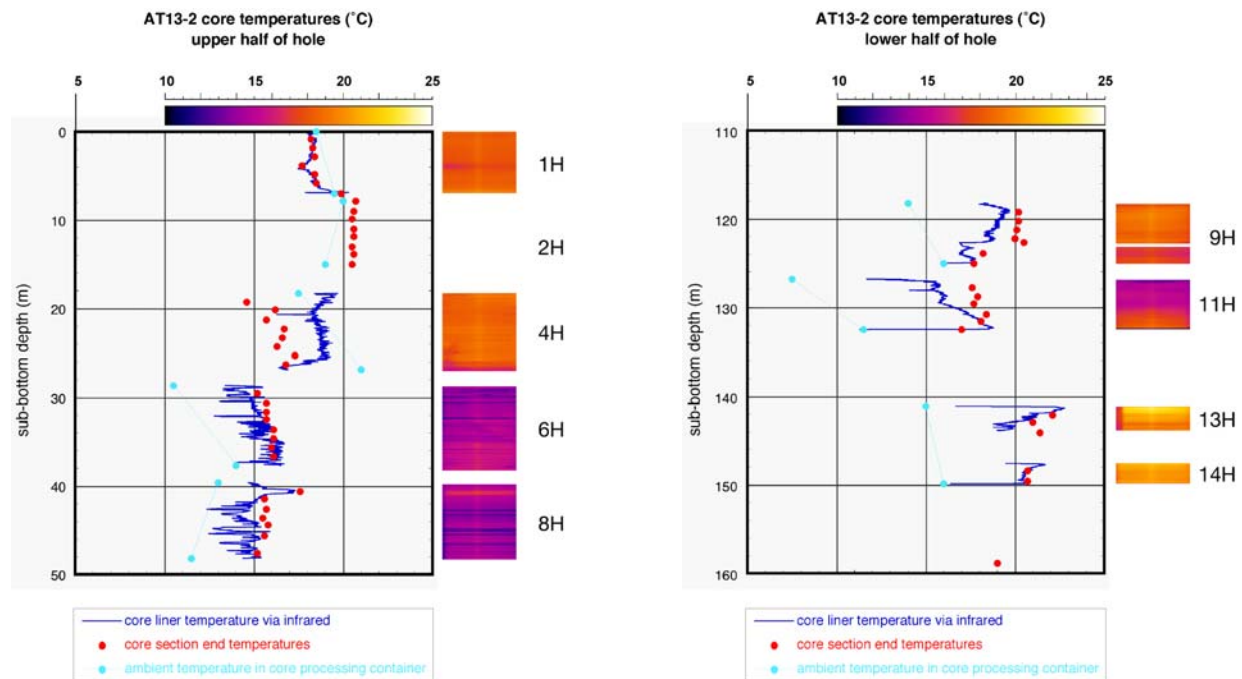 AT13-2 core temperatures (˚C)
upper half of hole
5 10 15 20 25
0
10
20
30
40
50
sub-bottom depth (m)
1H
2H
4H
6H
8H
core liner temperature via infrared
core section end temperatures
ambient temperature in core processing container
AT13-2 core temperatures (˚C)
lower half of hole
5 10 15 20 25
110
120
130
140
150
160
sub-bottom depth (m)
9H
11H
13H
14H
core liner temperature via infrared
core section end temperatures
ambient temperature in core processing container